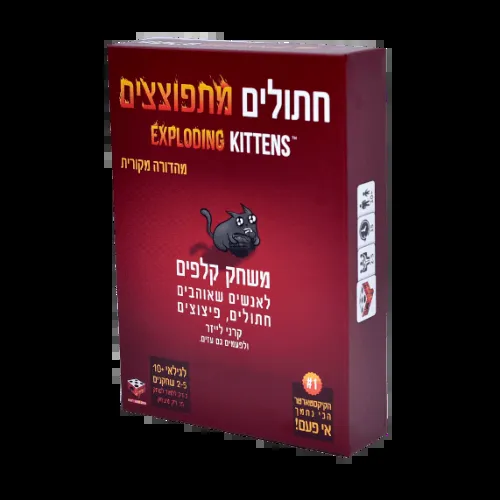 חתולים מתפוצצים
EXPLODING KITTENS™
מהדורה מקורית
משחק קלפים
לאנשים שאוהבים
חתולים, פיצוצים
קרני לייזר
ולפעמים גם עזים.
לגילאי +10
2-5 שחקנים
#1
הקיקסטארטר
הכי נתמך
אי פעם!